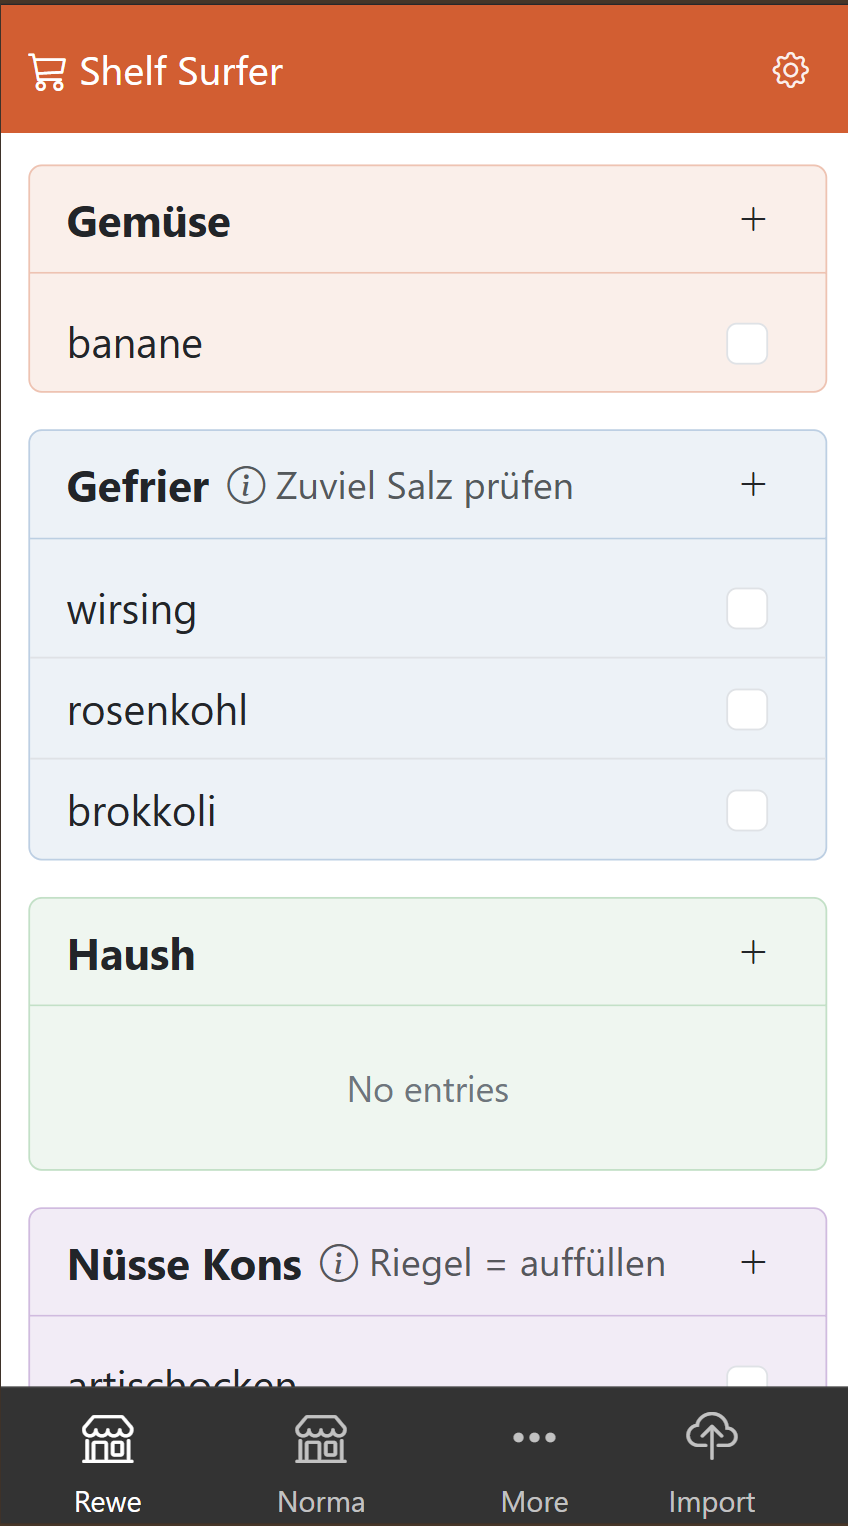 Shelf Surfer
Gemüse +
banane
Gefrier i Zuviel Salz prüfen +
wirsing
rosenkohl
brokkoli
Haush +
No entries
Nüsse Kons i Riegel = auffüllen +
artischocken
Rewe Norma More Import